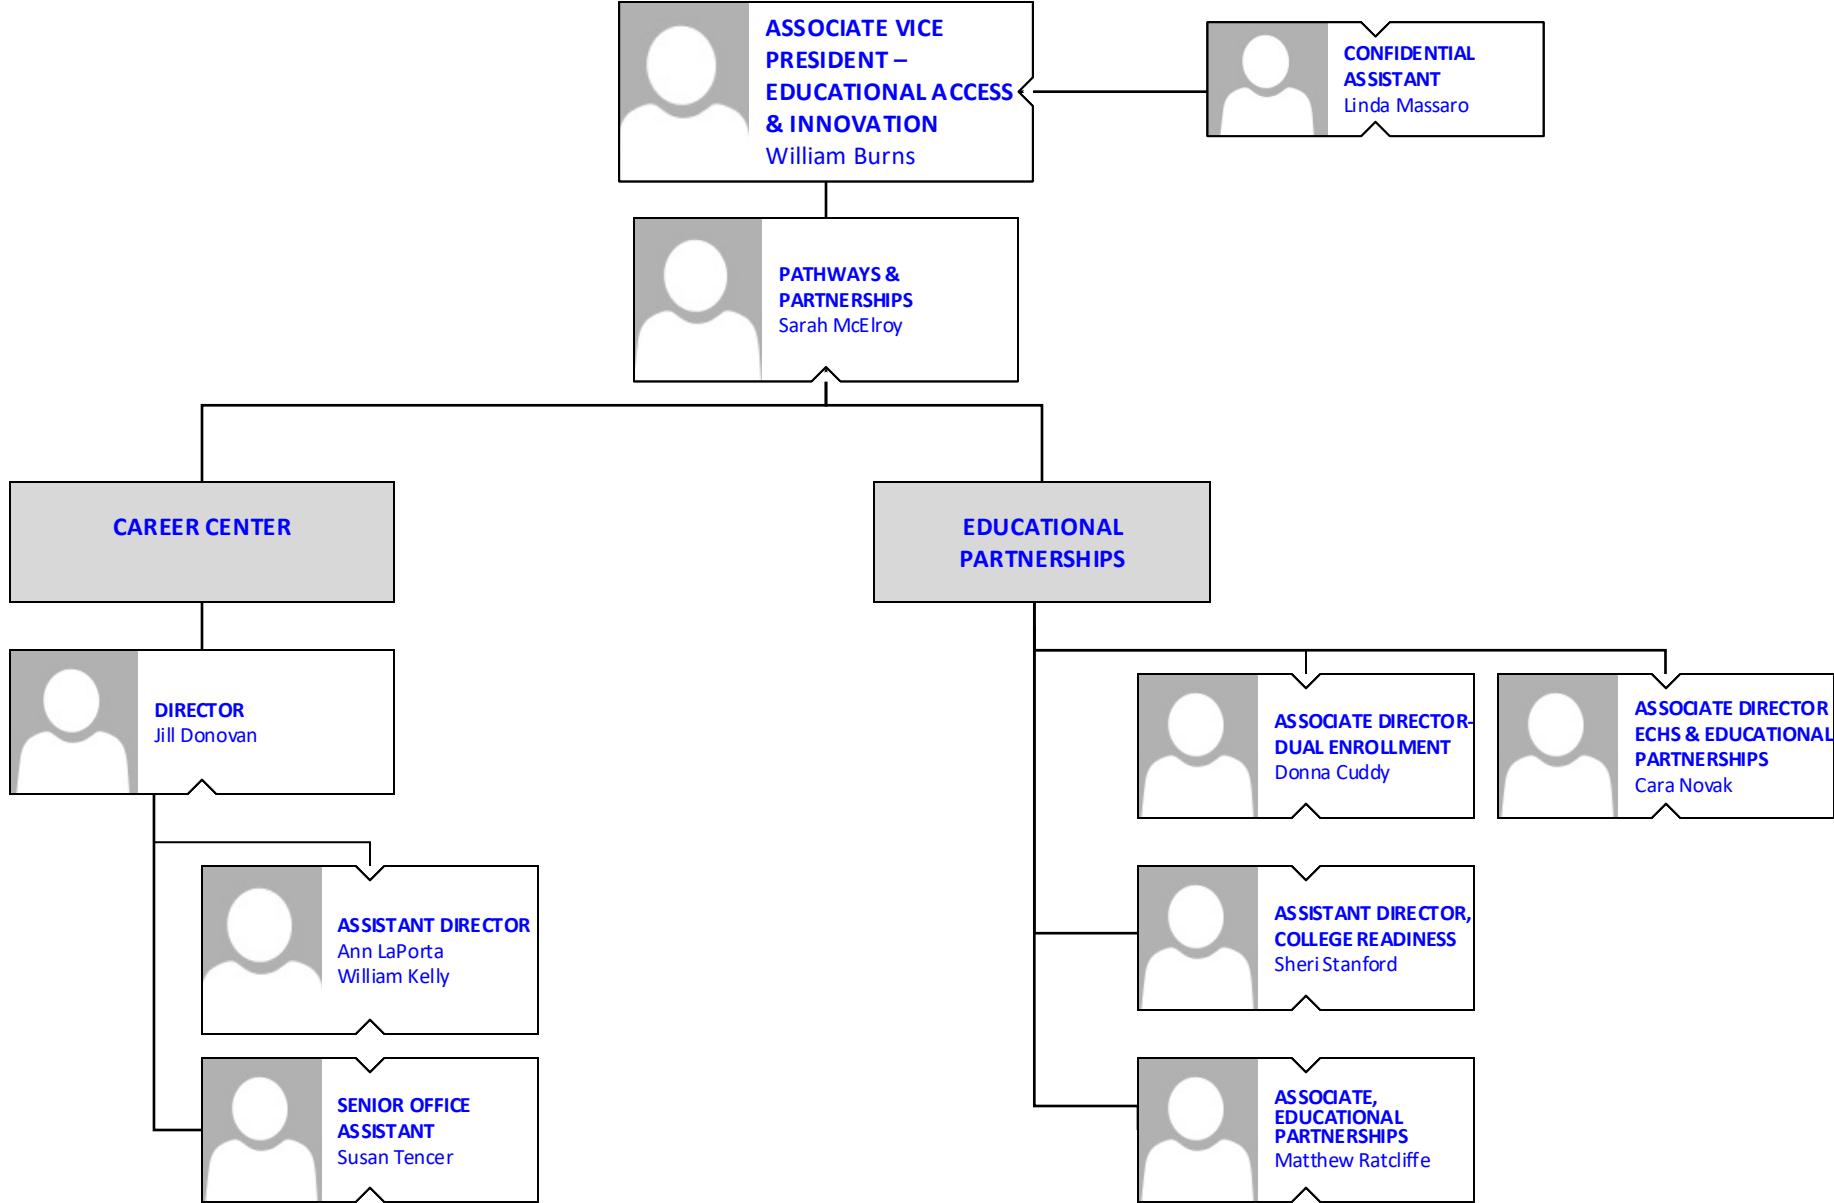 ASSOCIATE VICE
PRESIDENT –
EDUCATIONAL ACCESS
& INNOVATION
William Burns
CONFIDENTIAL
ASSISTANT
Linda Massaro
PATHWAYS &
PARTNERSHIPS
Sarah McElroy
CAREER CENTER
EDUCATIONAL
PARTNERSHIPS
DIRECTOR
Jill Donovan
ASSOCIATE DIRECTOR-
DUAL ENROLLMENT
Donna Cuddy
ASSOCIATE DIRECTOR
ECHS & EDUCATIONAL
PARTNERSHIPS
Cara Novak
ASSISTANT DIRECTOR
Ann LaPorta
William Kelly
ASSISTANT DIRECTOR,
COLLEGE READINESS
Sheri Stanford
SENIOR OFFICE
ASSISTANT
Susan Tencer
ASSOCIATE,
EDUCATIONAL
PARTNERSHIPS
Matthew Ratcliffe